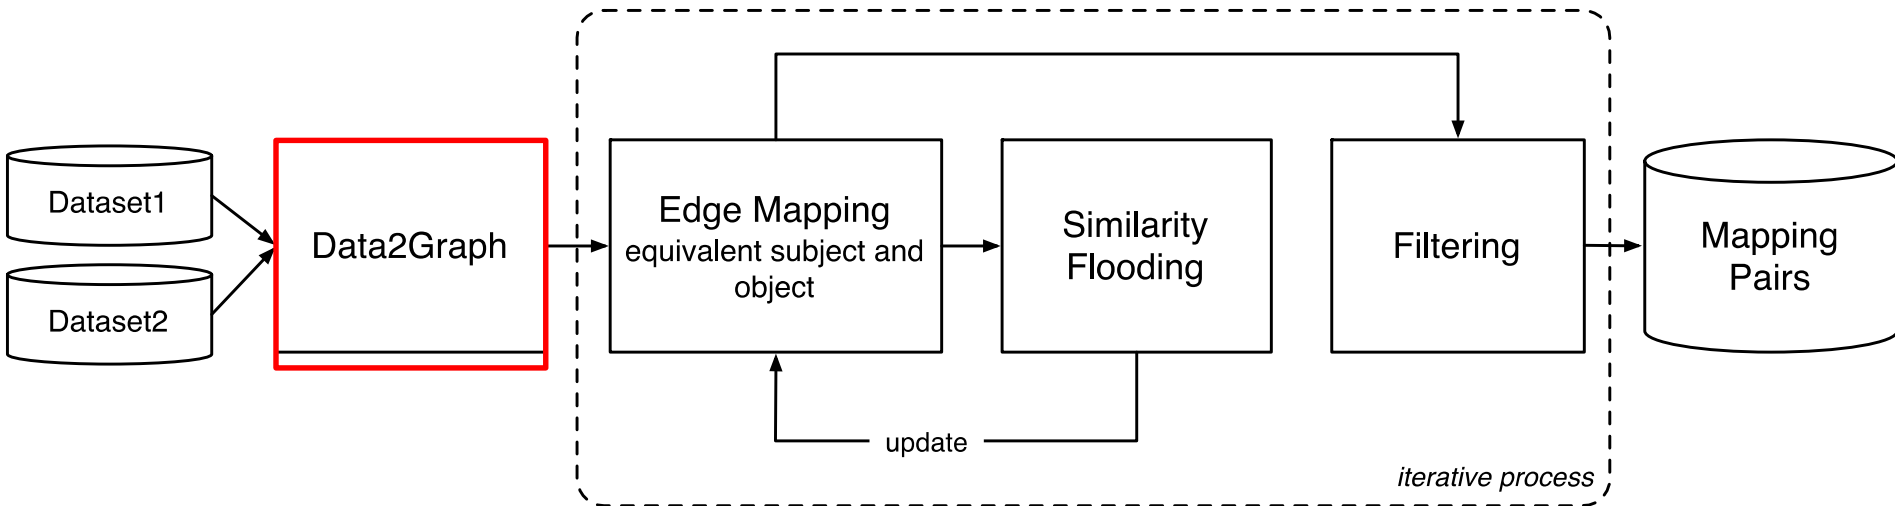 Dataset1
Dataset2
Data2Graph
Edge Mapping
equivalent subject and
object
Similarity
Flooding
Filtering
Mapping
Pairs
update
iterative process